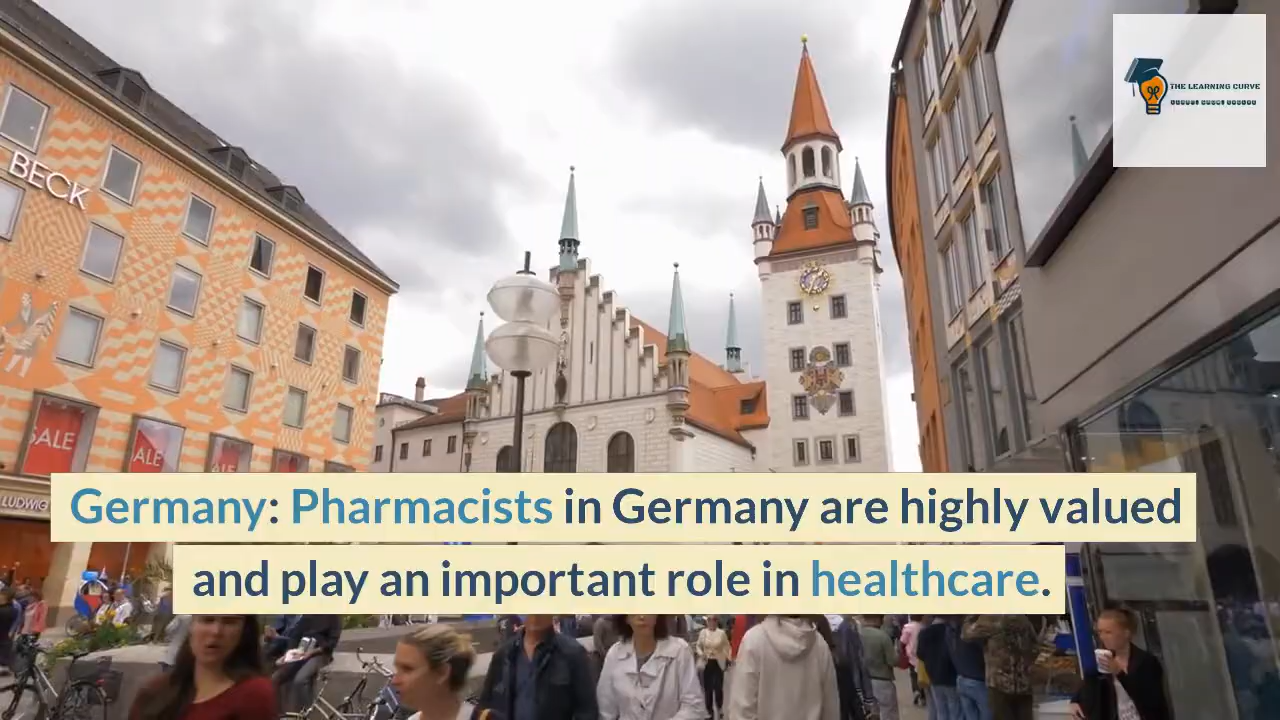 THE LEARNING CURVE
BECK
SALE
ALE
ALE
LUDWIG
Germany: Pharmacists in Germany are highly valued
and play an important role in healthcare.